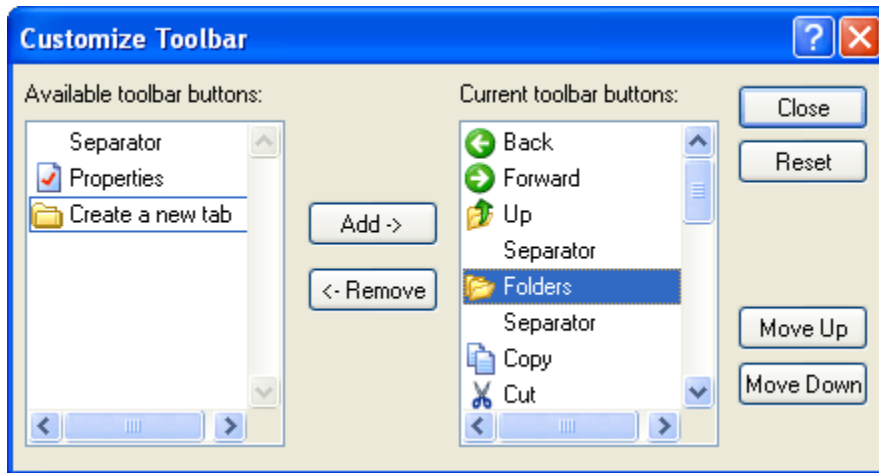 Customize Toolbar
Available toolbar buttons:
Separator
Properties
Create a new tab
Add ->
<- Remove
Current toolbar buttons:
Back
Forward
Up
Separator
Folders
Separator
Copy
Cut
Close
Reset
Move Up
Move Down